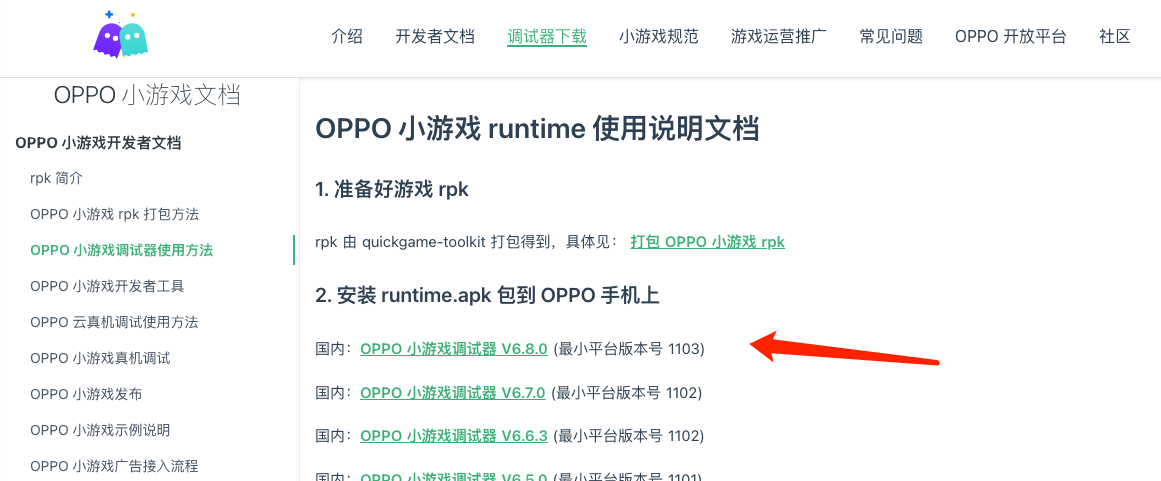 介绍 开发者文档 调试器下载 小游戏规范 游戏运营推广 常见问题 OPPO 开放平台 社区
OPPO 小游戏文档
OPPO 小游戏开发者文档
rpk 简介
OPPO 小游戏 rpk 打包方法
OPPO 小游戏调试器使用方法
OPPO 小游戏开发者工具
OPPO 云真机调试使用方法
OPPO 小游戏真机调试
OPPO 小游戏发布
OPPO 小游戏示例说明
OPPO 小游戏广告接入流程
OPPO 小游戏 runtime 使用说明文档
1. 准备好游戏 rpk
rpk 由 quickgame-toolkit 打包得到，具体见： 打包 OPPO 小游戏 rpk
2. 安装 runtime.apk 包到 OPPO 手机上
国内：OPPO 小游戏调试器 V6.8.0 (最小平台版本号 1103)
国内：OPPO 小游戏调试器 V6.7.0 (最小平台版本号 1102)
国内：OPPO 小游戏调试器 V6.6.3 (最小平台版本号 1102)
国内：OPPO 小游戏调试器 V6.5.0 (最小平台版本号 1101)